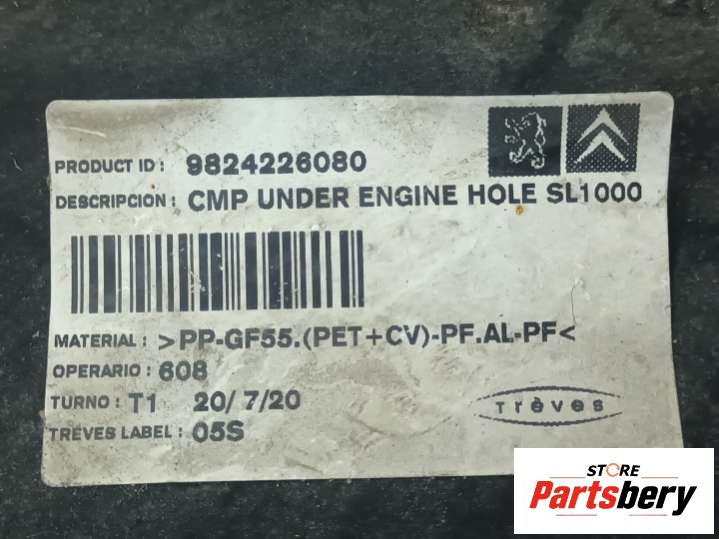 PRODUCT ID: 9824226080
DESCRIPCION: CMP UNDER ENGINE HOLE SL1000
MATERIAL: >PP-GF55.(PET+CV)-PF.AL-PF<
OPERARIO: 608
TURNO: T1 20/ 7/20
Trèves
TREVES LABEL: 05S
STORE
Partsbery